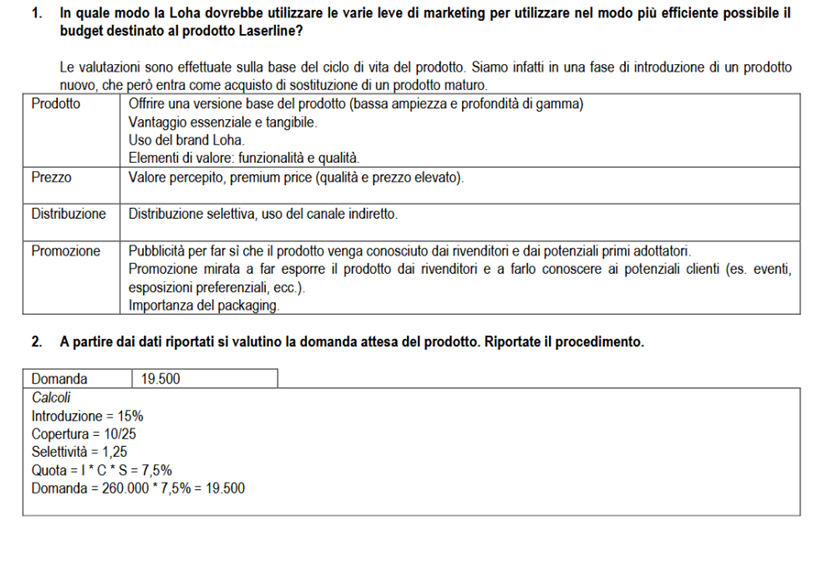 1. In quale modo la Loha dovrebbe utilizzare le varie leve di marketing per utilizzare nel modo più efficiente possibile il
budget destinato al prodotto Laserline?
Le valutazioni sono effettuate sulla base del ciclo di vita del prodotto. Siamo infatti in una fase di introduzione di un prodotto
nuovo, che però entra come acquisto di sostituzione di un prodotto maturo.
Prodotto
Offrire una versione base del prodotto (bassa ampiezza e profondità di gamma)
Vantaggio essenziale e tangibile.
Uso del brand Loha.
Elementi di valore: funzionalità e qualità.
Prezzo
Valore percepito, premium price (qualità e prezzo elevato).
Distribuzione
Distribuzione selettiva, uso del canale indiretto.
Promozione
Pubblicità per far sì che il prodotto venga conosciuto dai rivenditori e dai potenziali primi adottatori.
Promozione mirata a far esporre il prodotto dai rivenditori e a farlo conoscere ai potenziali clienti (es. eventi,
esposizioni preferenziali, ecc.).
Importanza del packaging.
2. A partire dai dati riportati si valutino la domanda attesa del prodotto. Riportate il procedimento.
Domanda 19.500
Calcoli
Introduzione = 15%
Copertura = 10/25
Selettività = 1,25
Quota = I * C * S = 7,5%
Domanda = 260.000 * 7,5% = 19.500